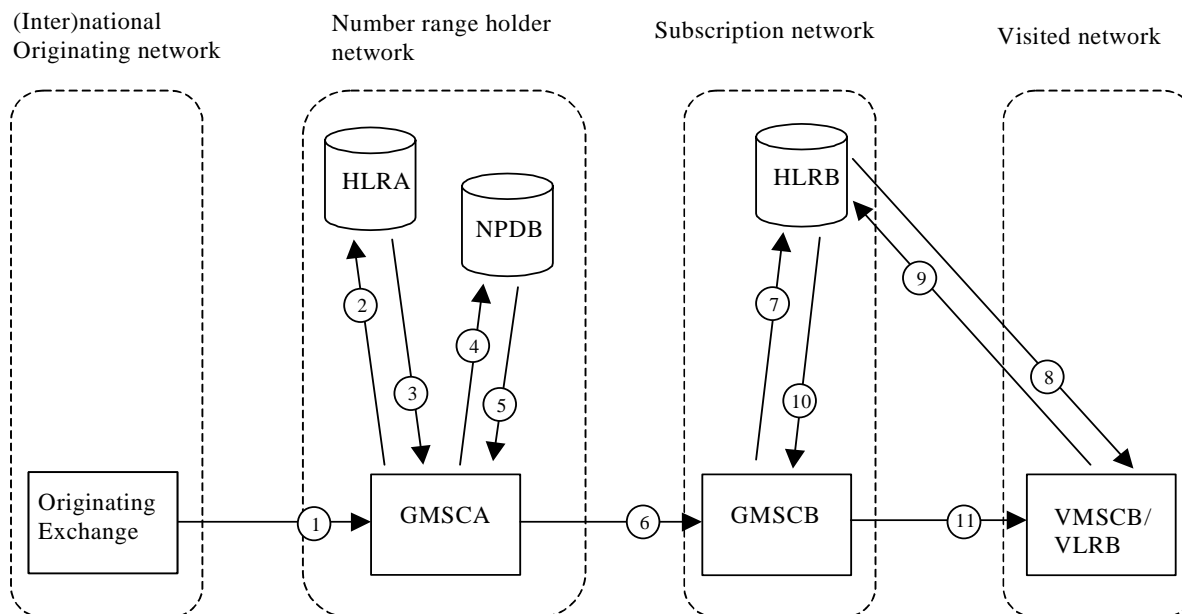 (Inter)national
Originating network
Number range holder
network
Subscription network
Visited network
HLRA
NPDB
HLRB
2
4
7
9
3
5
10
8
Originating
Exchange
1
GMSCA
6
GMSCB
11
VMSCB/
VLRB